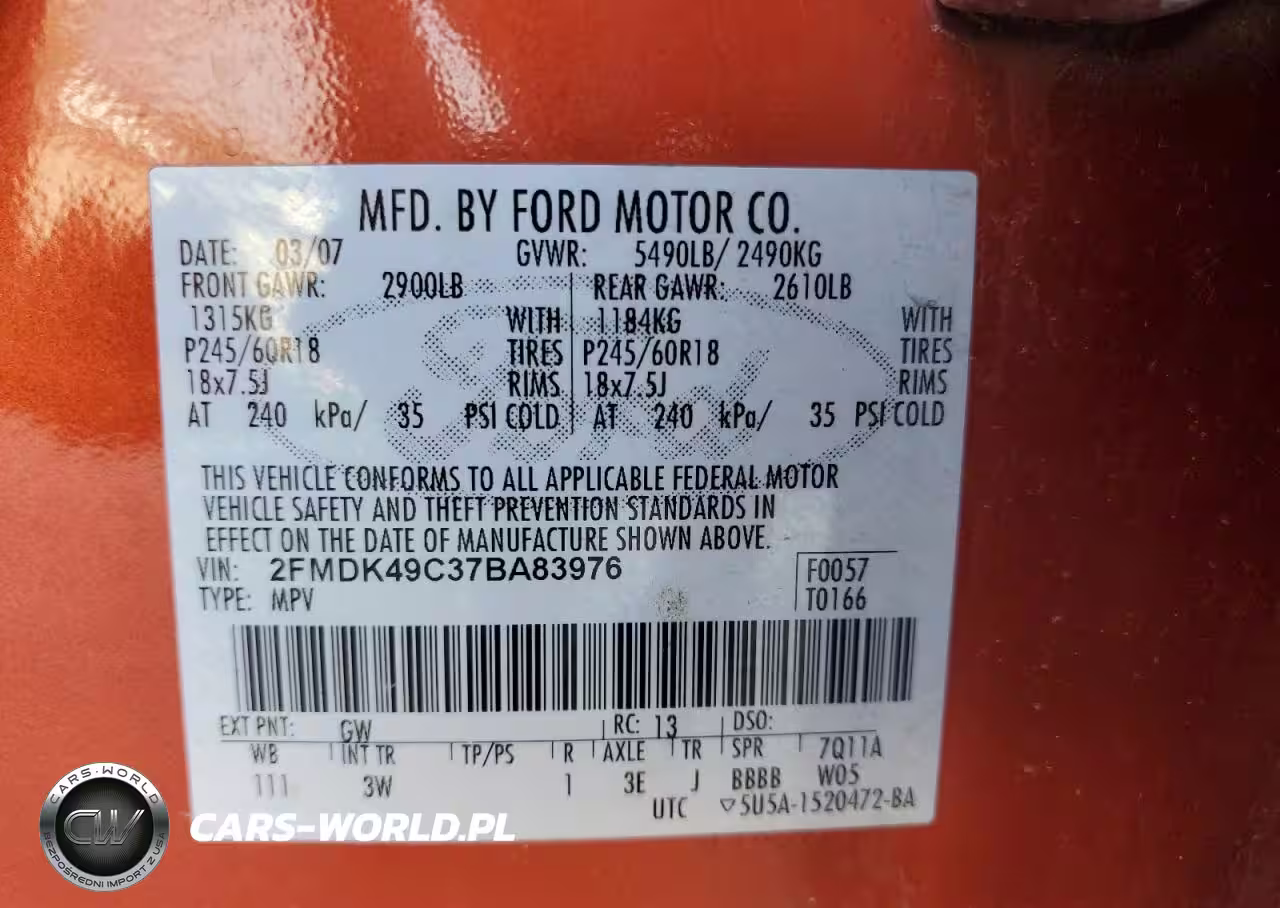 MFD. BY FORD MOTOR CO.
DATE: 03/07 GVWR: 5490LB/ 2490KG
FRONT GAWR: 2900LB REAR GAWR: 2610LB
1315KG WITH 1184KG WITH
P245/60R18 TIRES P245/60R18 TIRES
18x7.5J RIMS 18x7.5J RIMS
AT 240 kPa/ 35 PSI COLD AT 240 kPa/ 35 PSI COLD
THIS VEHICLE CONFORMS TO ALL APPLICABLE FEDERAL MOTOR
VEHICLE SAFETY AND THEFT PREVENTION STANDARDS IN
EFFECT ON THE DATE OF MANUFACTURE SHOWN ABOVE.
VIN: 2FMDK49C37BA83976 F0057
TYPE: MPV T0166
EXT PNT: GW RC: 13 DSO:
WB INT TR TP/PS R AXLE TR SPR 7Q11A
111 3W 1 3E J BBBB W05
UTC ▽5U5A-1520472-BA
CARS-WORLD
CW
BEZPOŚREDNI IMPORT Z USA
CARS-WORLD.PL